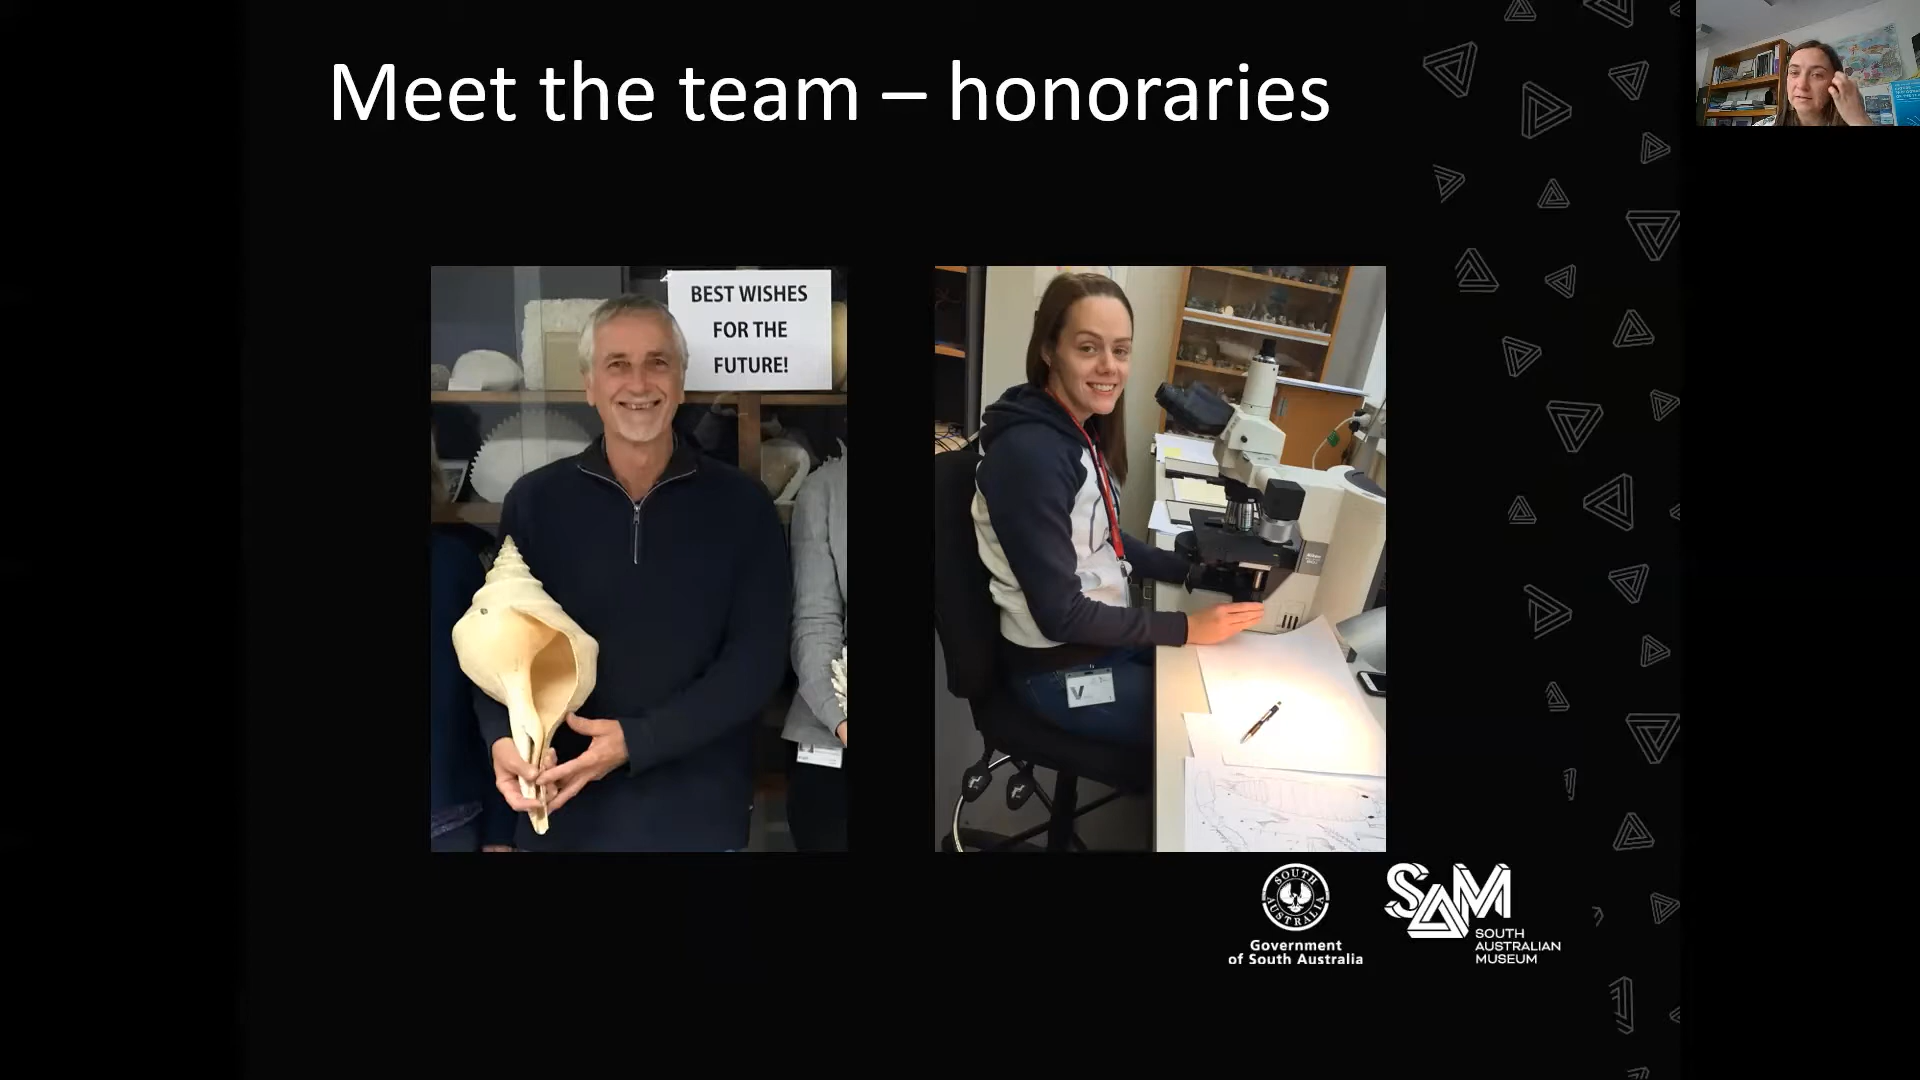 Meet the team – honoraries
BEST WISHES
FOR THE
FUTURE!
V
SOUTH
AUSTRALIA
Government
of South Australia
SAM
SOUTH
AUSTRALIAN
MUSEUM